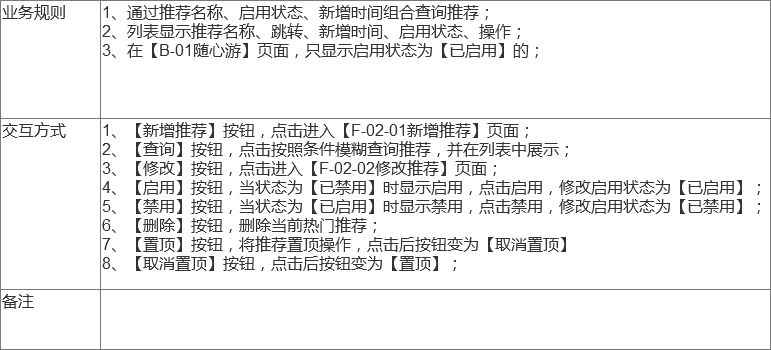 业务规则
1、通过推荐名称、启用状态、新增时间组合查询推荐；
2、列表显示推荐名称、跳转、新增时间、启用状态、操作；
3、在【B-01随心游】页面，只显示启用状态为【已启用】的；
交互方式
1、【新增推荐】按钮，点击进入【F-02-01新增推荐】页面；
2、【查询】按钮，点击按照条件模糊查询推荐，并在列表中展示；
3、【修改】按钮，点击进入【F-02-02修改推荐】页面；
4、【启用】按钮，当状态为【已禁用】时显示启用，点击启用，修改启用状态为【已启用】；
5、【禁用】按钮，当状态为【已启用】时显示禁用，点击禁用，修改启用状态为【已禁用】；
6、【删除】按钮，删除当前热门推荐；
7、【置顶】按钮，将推荐置顶操作，点击后按钮变为【取消置顶】
8、【取消置顶】按钮，点击后按钮变为【置顶】；
备注